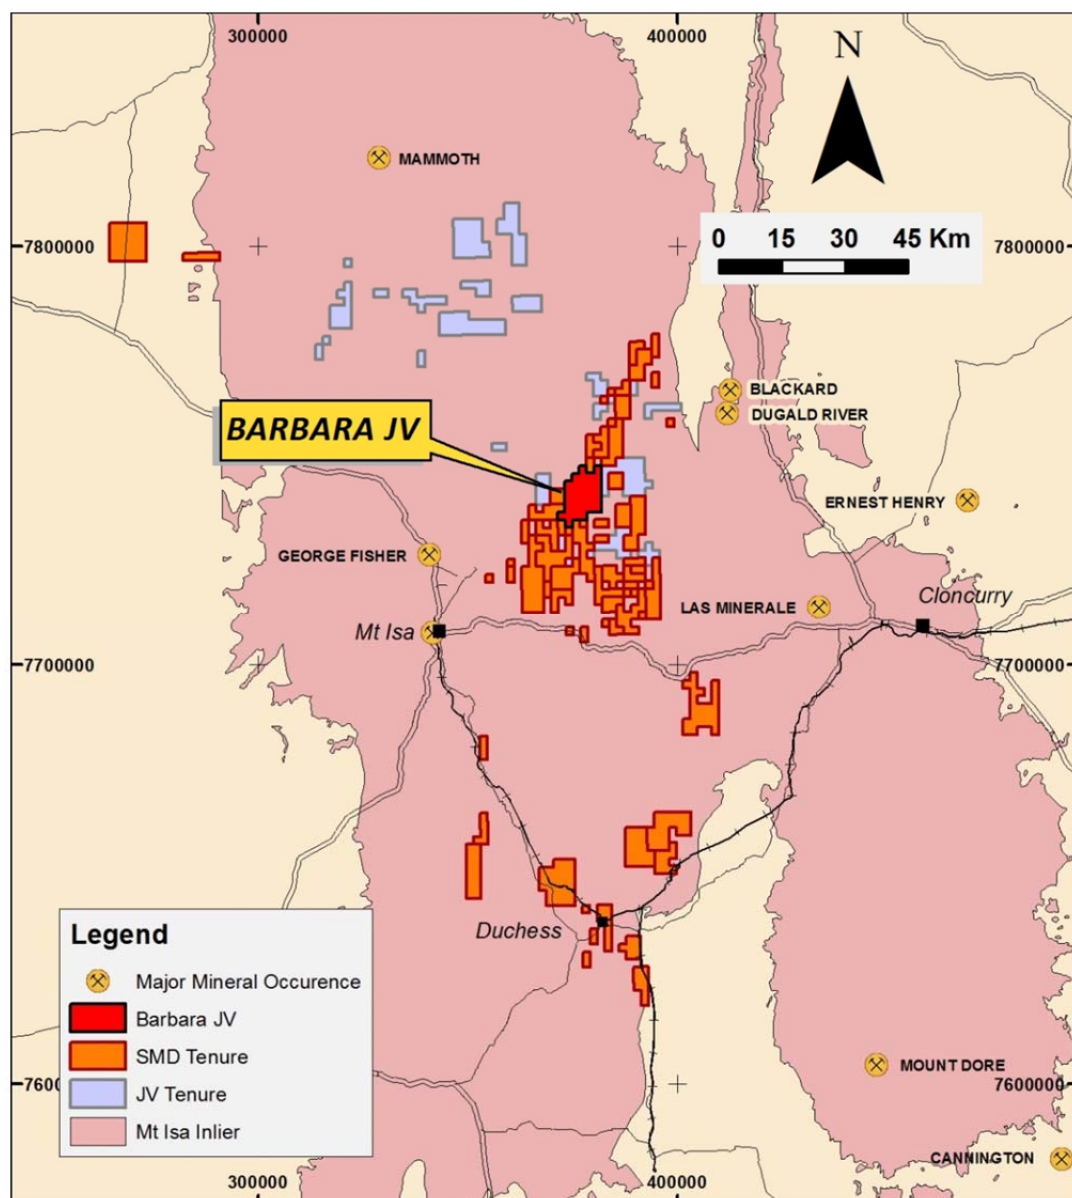 300000
400000
N
MAMMOTH
7800000
7800000
0 15 30 45 Km
BLACKARD
DUGALD RIVER
BARBARA JV
ERNEST HENRY
GEORGE FISHER
Cloncurry
LAS MINERALE
Mt Isa
7700000
7700000
Duchess
Legend
Major Mineral Occurence
Barbara JV
SMD Tenure
JV Tenure
Mt Isa Inlier
MOUNT DORE
7600000
CANNINGTON
300000
400000